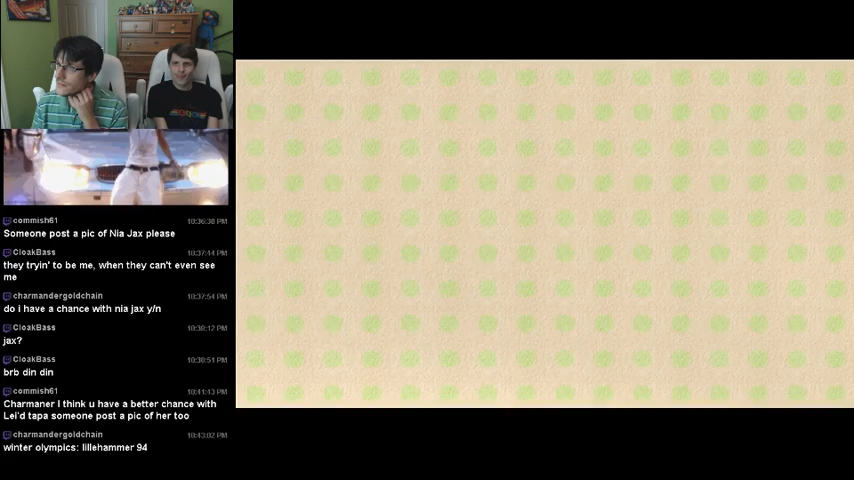 commish61 10:36:38 PM
Someone post a pic of Nia Jax please
CloakBass 10:37:44 PM
they tryin' to be me, when they can't even see
me
charmandergoldchain 10:37:54 PM
do i have a chance with nia jax y/n
CloakBass 10:38:12 PM
jax?
CloakBass 10:38:51 PM
brb din din
commish61 10:41:13 PM
Charmaner I think u have a better chance with
Lei'd tapa someone post a pic of her too
charmandergoldchain 10:43:02 PM
winter olympics: lillehammer 94